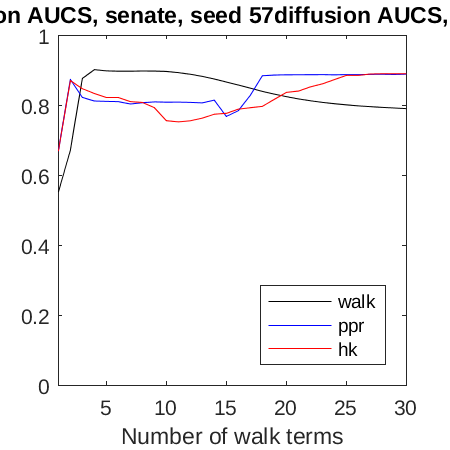 on AUCS, senate, seed 57diffusion AUCS,
1
0.8
0.6
0.4
0.2
0
walk
ppr
hk
5 10 15 20 25 30
Number of walk terms